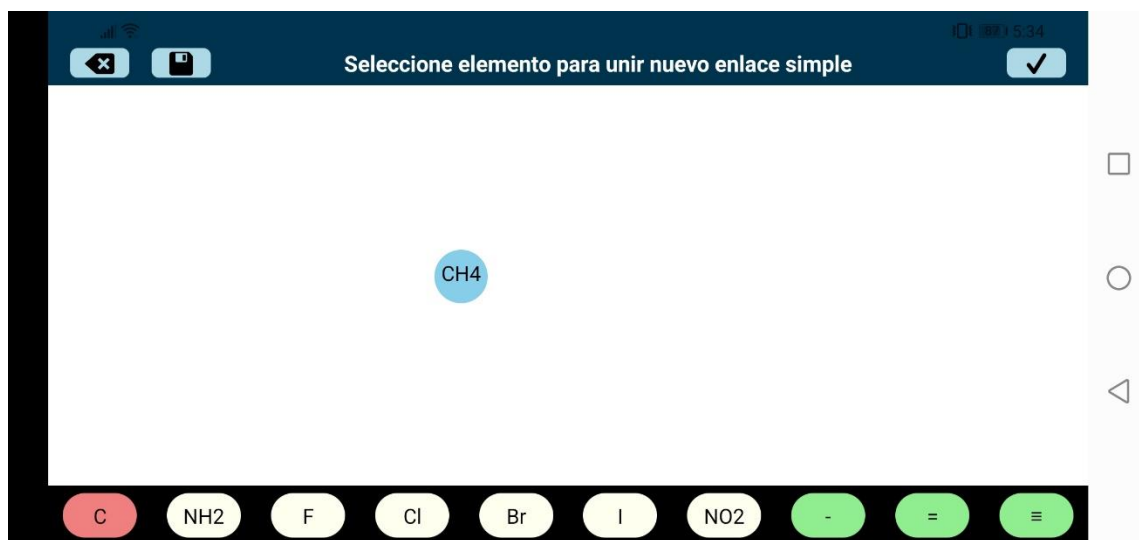 5:34
Seleccione elemento para unir nuevo enlace simple
CH4
C NH2 F Cl Br I NO2 - = ≡